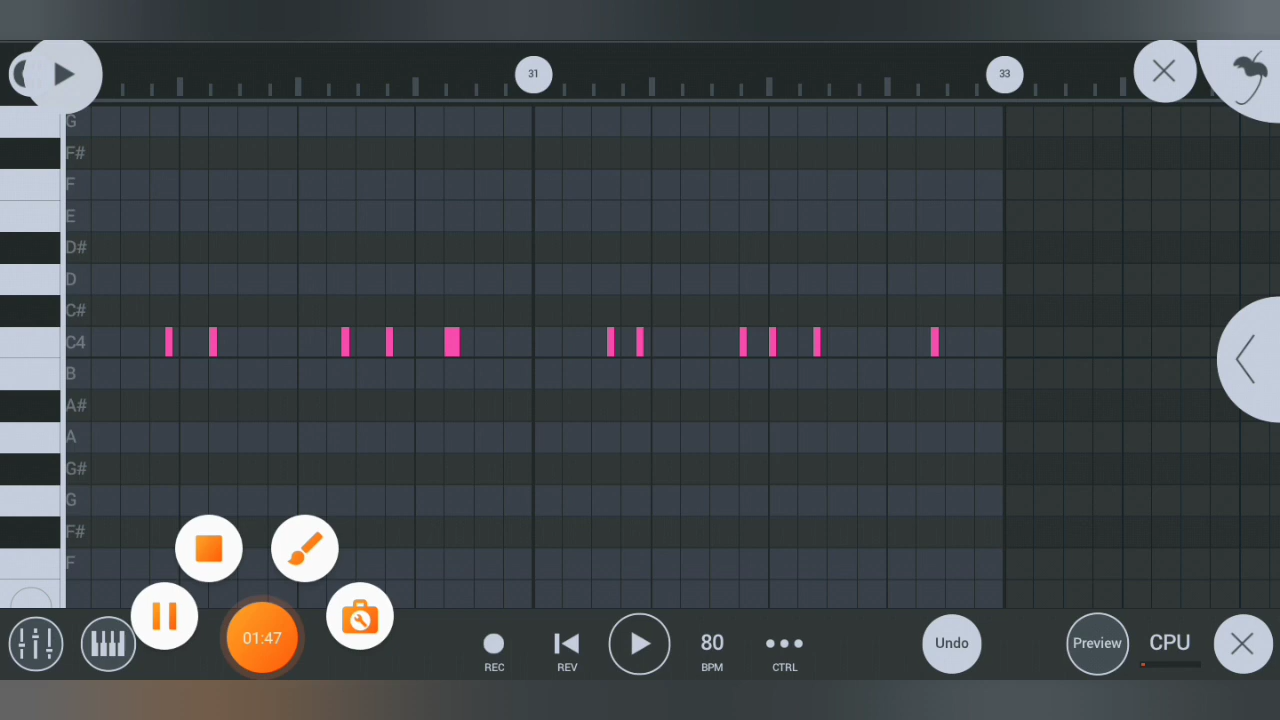 31
33
G
F#
F
E
D#
D
C#
C4
B
A#
A
G#
G
F#
F
01:47
80
Undo
Preview
CPU
REC
REV
BPM
CTRL